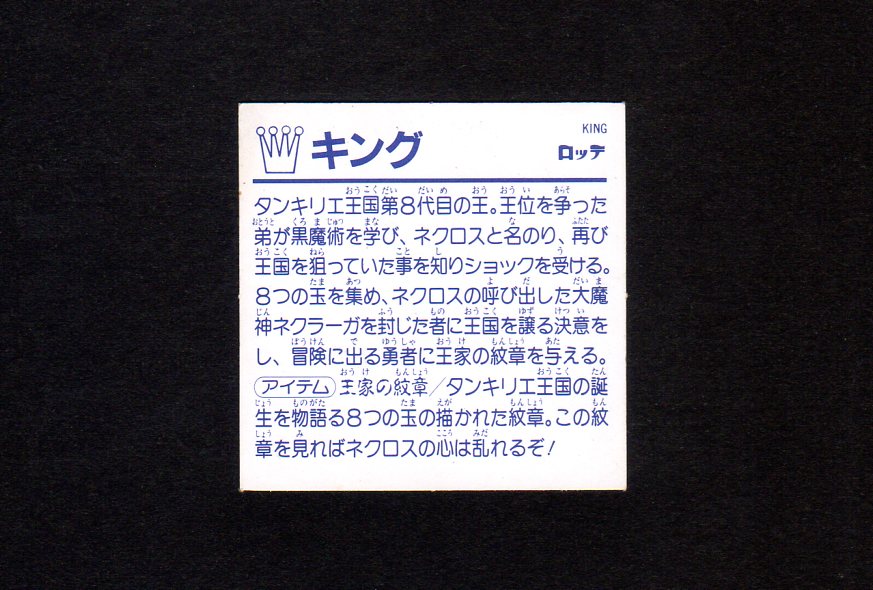 キング
KING
ロッテ
タンキリエ王国第8代目の王。王位を争った
弟が黒魔術を学び、ネクロスと名のり、再び
王国を狙っていた事を知りショックを受ける。
8つの玉を集め、ネクロスの呼び出した大魔
神ネクラーガを封じた者に王国を譲る決意を
し、冒険に出る勇者に王家の紋章を与える。
アイテム 王家の紋章/タンキリエ王国の誕
生を物語る8つの玉の描かれた紋章。この紋
章を見ればネクロスの心は乱れるぞ!